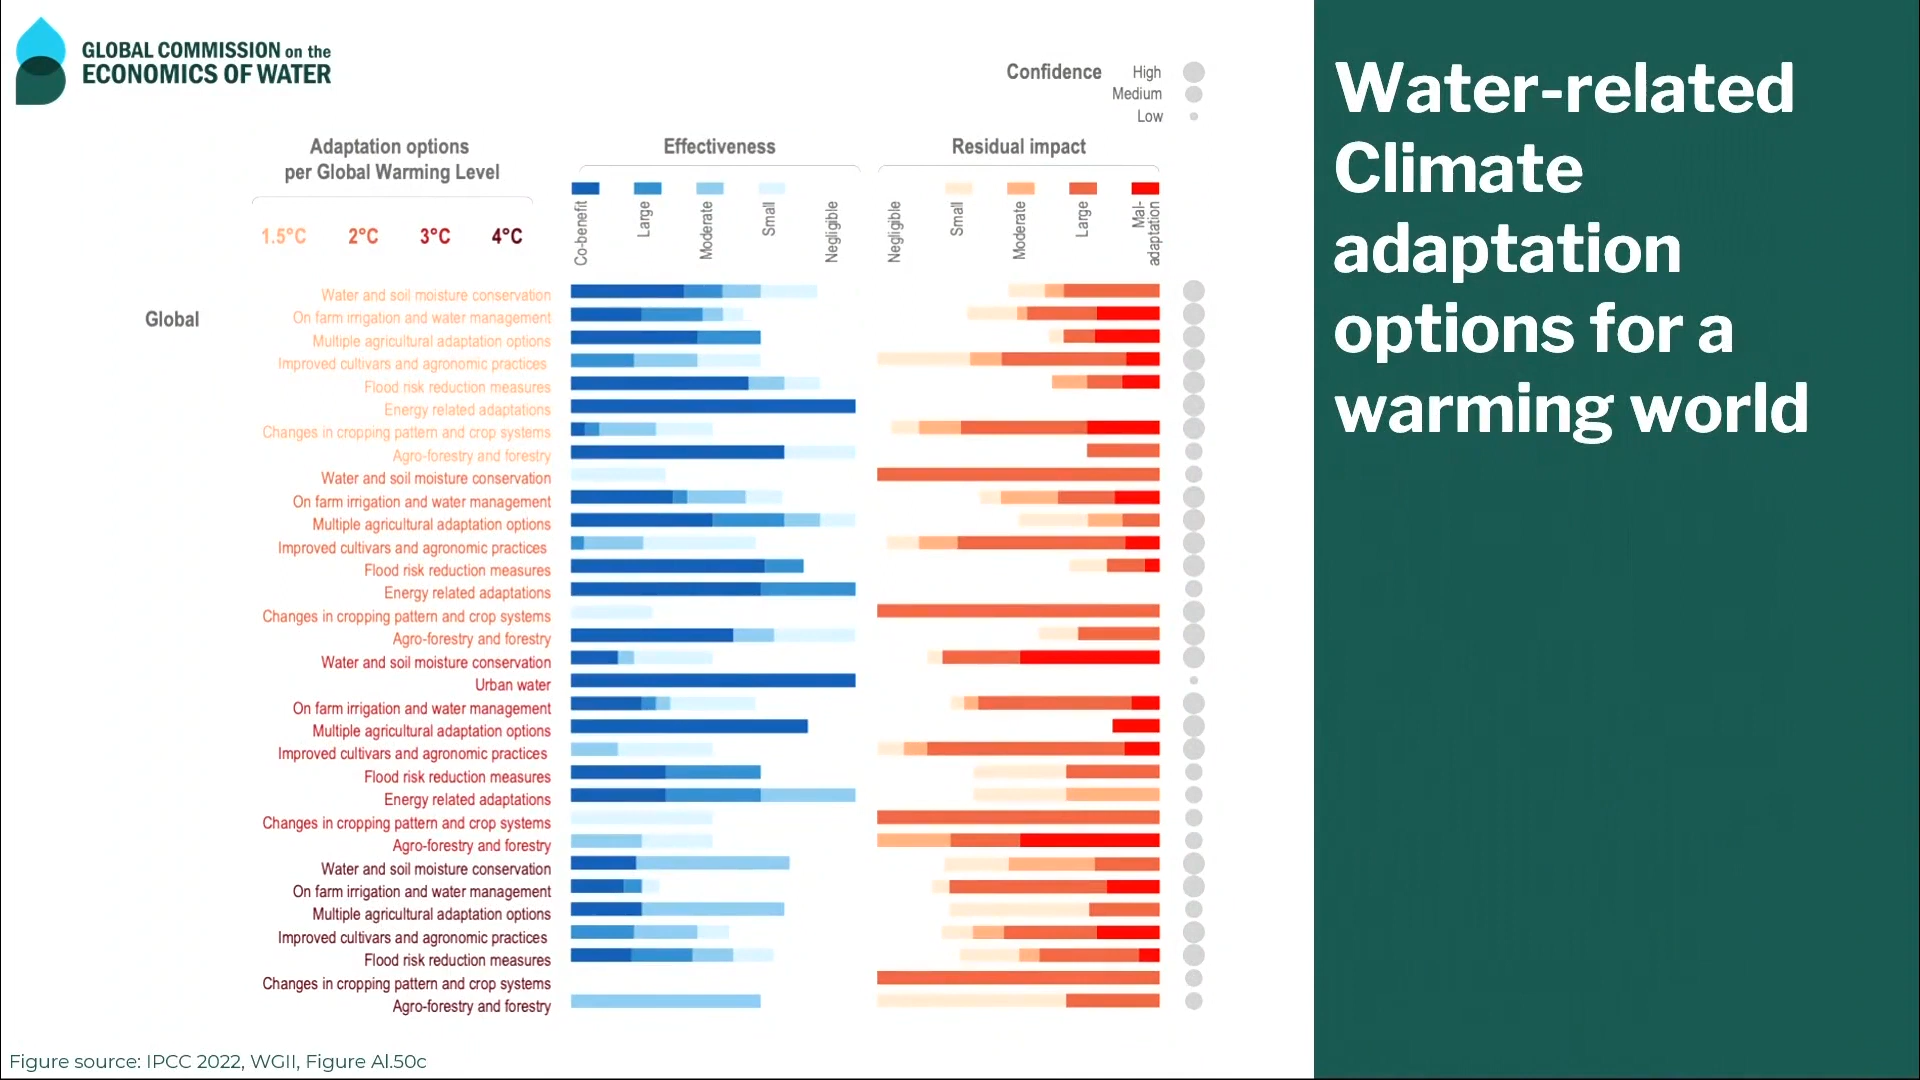 GLOBAL COMMISSION on the
ECONOMICS OF WATER
Water-related
Climate
adaptation
options for a
warming world
Confidence High
Medium
Low
Adaptation options
per Global Warming Level
Effectiveness
Residual impact
Co-benefit
Large
Moderate
Small
Negligible
Negligible
Small
Moderate
Large
Mal-
adaptation
1.5°C 2°C 3°C 4°C
Global
Water and soil moisture conservation
On farm irrigation and water management
Multiple agricultural adaptation options
Improved cultivars and agronomic practices
Flood risk reduction measures
Energy related adaptations
Changes in cropping pattern and crop systems
Agro-forestry and forestry
Water and soil moisture conservation
On farm irrigation and water management
Multiple agricultural adaptation options
Improved cultivars and agronomic practices
Flood risk reduction measures
Energy related adaptations
Changes in cropping pattern and crop systems
Agro-forestry and forestry
Water and soil moisture conservation
Urban water
On farm irrigation and water management
Multiple agricultural adaptation options
Improved cultivars and agronomic practices
Flood risk reduction measures
Energy related adaptations
Changes in cropping pattern and crop systems
Agro-forestry and forestry
Water and soil moisture conservation
On farm irrigation and water management
Multiple agricultural adaptation options
Improved cultivars and agronomic practices
Flood risk reduction measures
Changes in cropping pattern and crop systems
Agro-forestry and forestry
Figure source: IPCC 2022, WGII, Figure AI.50c